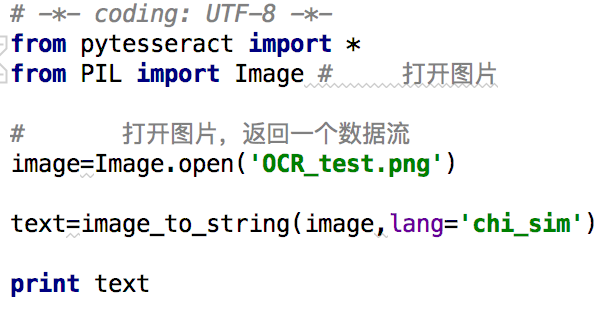 # -*- coding: UTF-8 -*-
from pytesseract import *
from PIL import Image #      打开图片
#       打开图片，返回一个数据流
image=Image.open('OCR_test.png')
text=image_to_string(image,lang='chi_sim')
print text